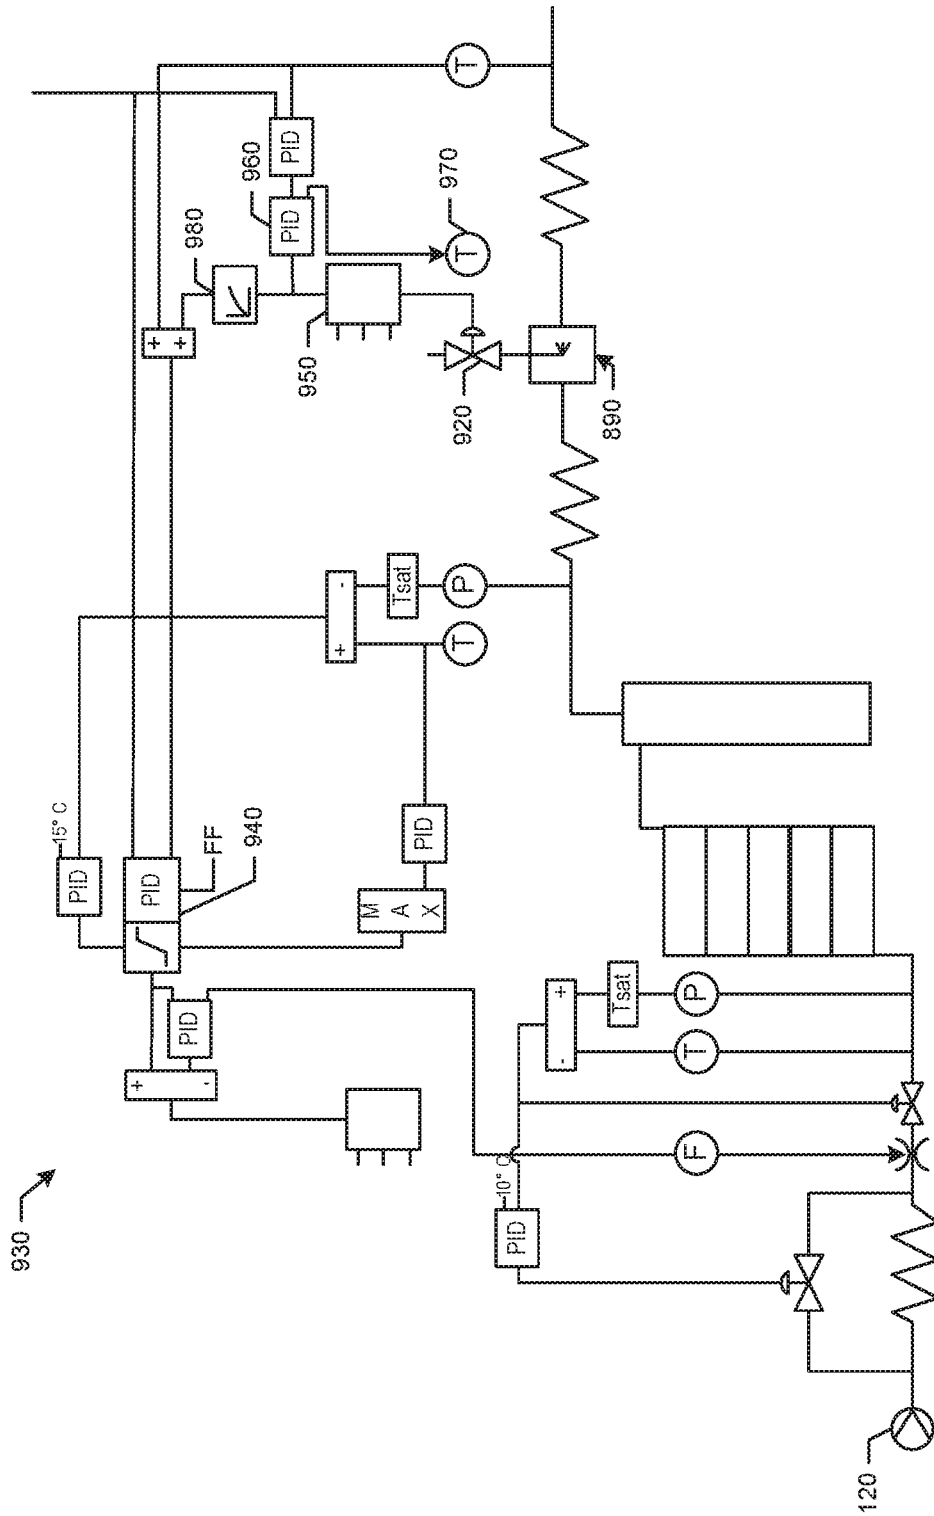 T
PID
960
970
980
PID
T
+
+
950
920
890
Tsat
P
-
+
T
15° C
PID
PID
FF
940
PID
M
A
X
PID
+
-
Tsat
P
+
-
T
F
10° C
PID
930
120